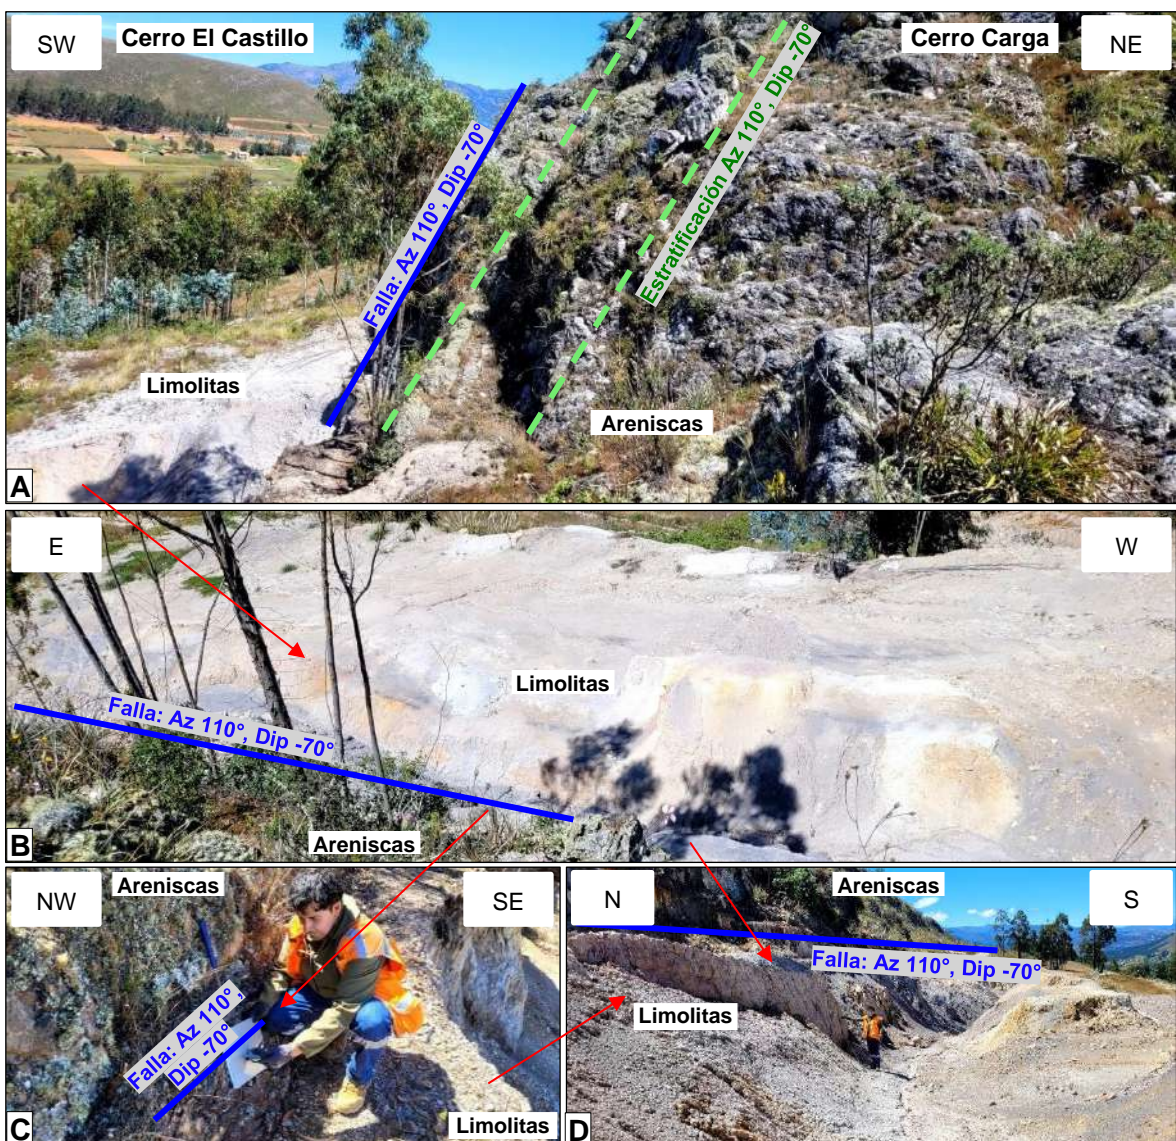 SW
Cerro El Castillo
Cerro Carga
NE
Falla: Az 110°, Dip -70°
Estratificación Az 110°, Dip -70°
Limolitas
Areniscas
A
E
W
Limolitas
Falla: Az 110°, Dip -70°
Areniscas
B
NW
Areniscas
SE
Falla: Az 110°,
Dip -70°
Limolitas
C
N
Areniscas
S
Falla: Az 110°, Dip -70°
Limolitas
D